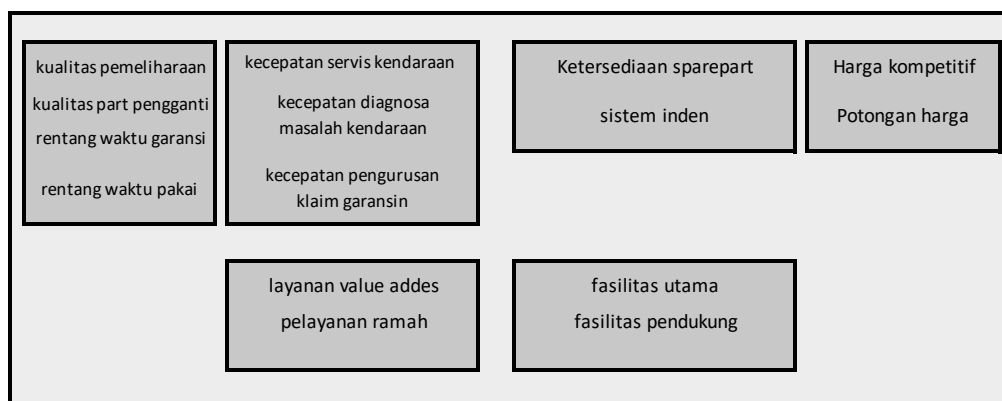 kualitas pemeliharaan
kualitas part pengganti
rentang waktu garansi
rentang waktu pakai
kecepatan servis kendaraan
kecepatan diagnosa
masalah kendaraan
kecepatan pengurusan
klaim garansin
Ketersediaan sparepart
sistem inden
Harga kompetitif
Potongan harga
layanan value addes
pelayanan ramah
fasilitas utama
fasilitas pendukung